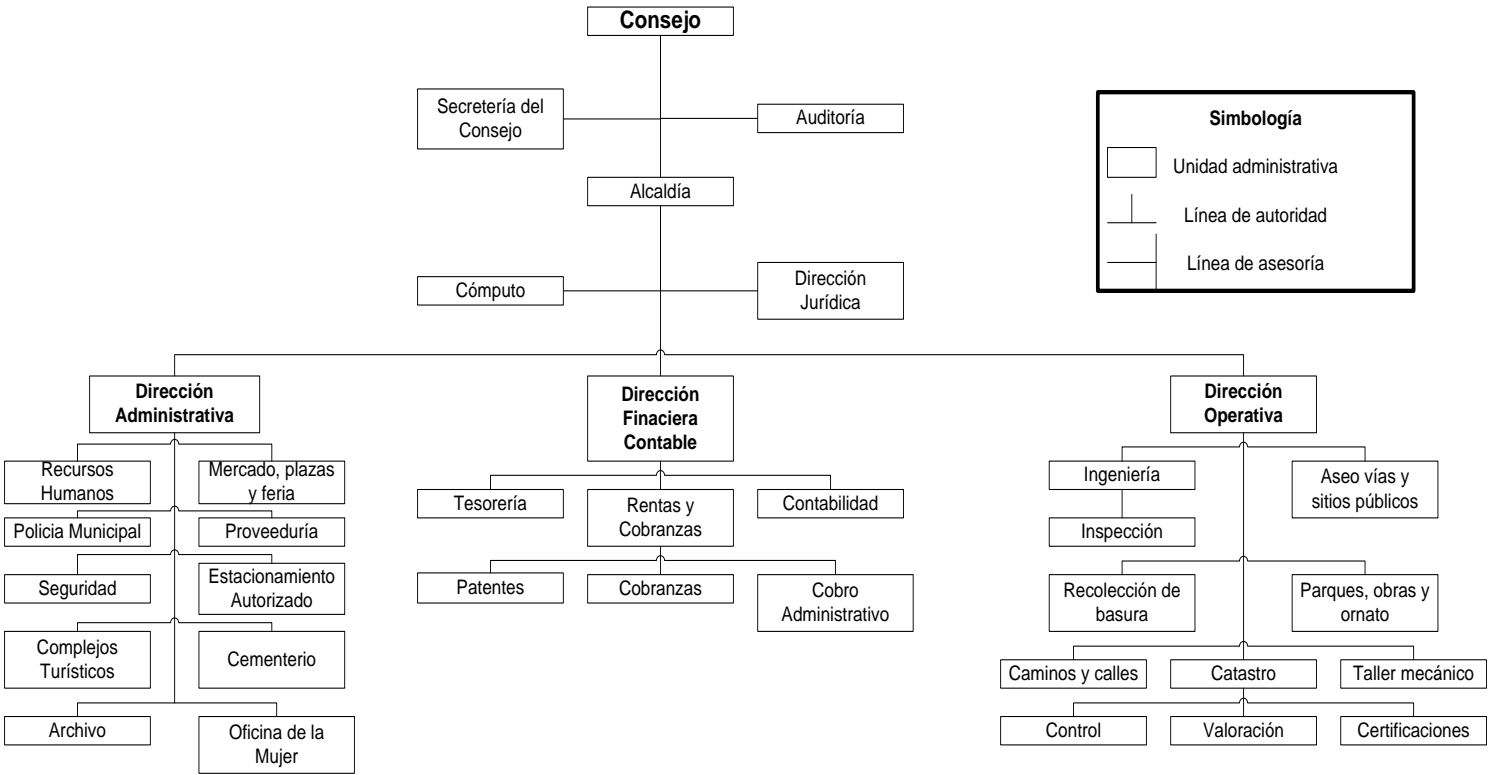 Consejo
Secretería del
Consejo
Auditoría
Alcaldía
Cómputo
Dirección
Jurídica
Simbología
Unidad administrativa
Línea de autoridad
Línea de asesoría
Dirección
Administrativa
Recursos
Humanos
Mercado, plazas
y feria
Policia Municipal
Proveeduría
Seguridad
Estacionamiento
Autorizado
Complejos
Turísticos
Cementerio
Archivo
Oficina de la
Mujer
Dirección
Finaciera
Contable
Tesorería
Rentas y
Cobranzas
Contabilidad
Patentes
Cobranzas
Cobro
Administrativo
Dirección
Operativa
Ingeniería
Aseo vías y
sitios públicos
Inspección
Recolección de
basura
Parques, obras y
ornato
Caminos y calles
Catastro
Taller mecánico
Control
Valoración
Certificaciones